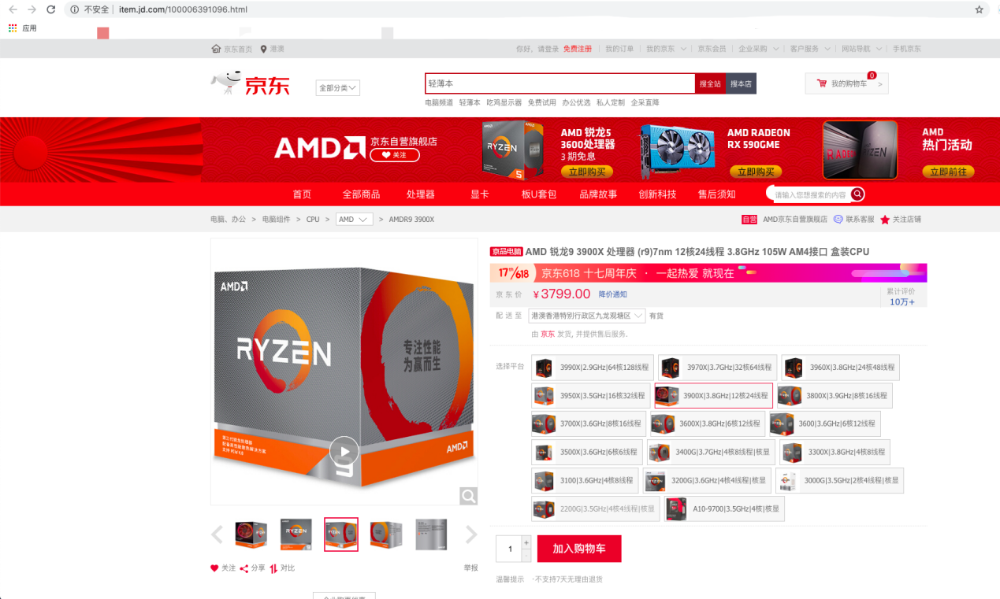 不安全 item.jd.com/100006391096.html
应用
京东首页 港澳 你好，请登录 免费注册 我的订单 我的京东 京东会员 企业采购 客户服务 网站导航 手机京东
京东 全部分类 轻薄本 搜全站 搜本店 我的购物车 0 >
电脑频道 轻薄本 吃鸡显示器 免费试用 办公优选 私人定制 企采直降
AMD 京东自营旗舰店
关注
AMD
RYZEN
5
AMD 锐龙5
3600处理器
3 期免息
立即购买
AMD RADEON
RX 590GME
立即购买
RADEON RYZEN
AMD
热门活动
立即前往
首页 全部商品 处理器 显卡 板U套包 品牌故事 创新科技 售后须知 请输入您想搜索的内容
电脑、办公 > 电脑组件 > CPU > AMD > AMDR9 3900X 自营 AMD京东自营旗舰店 联系客服 关注店铺
AMD
RYZEN
专注性能
为赢而生
第三代锐龙处理器
配备高性能散热解决方案
支持 PCIe 4.0
AMD
9
关注 分享 对比 举报
京品电脑 AMD 锐龙9 3900X 处理器 (r9)7nm 12核24线程 3.8GHz 105W AM4接口 盒装CPU
17TH/618 京东618 十七周年庆 · 一起热爱 就现在
京 东 价 ￥3799.00 降价通知 累计评价
10万+
配 送 至 港澳香港特别行政区九龙观塘区 有货
由 京东 发货, 并提供售后服务.
选择平台 3990X|2.9GHz|64核128线程 3970X|3.7GHz|32核64线程 3960X|3.8GHz|24核48线程
3950X|3.5GHz|16核32线程 3900X|3.8GHz|12核24线程 3800X|3.9GHz|8核16线程
3700X|3.6GHz|8核16线程 3600X|3.8GHz|6核12线程 3600|3.6GHz|6核12线程
3500X|3.6GHz|6核6线程 3400G|3.7GHz|4核8线程|核显 3300X|3.8GHz|4核8线程
3100|3.6GHz|4核8线程 3200G|3.6GHz|4核4线程|核显 3000G|3.5GHz|2核4线程|核显
2200G|3.5GHz|4核4线程|核显 A10-9700|3.5GHz|4核|核显
1 + - 加入购物车
温馨提示 ·不支持7天无理由退货